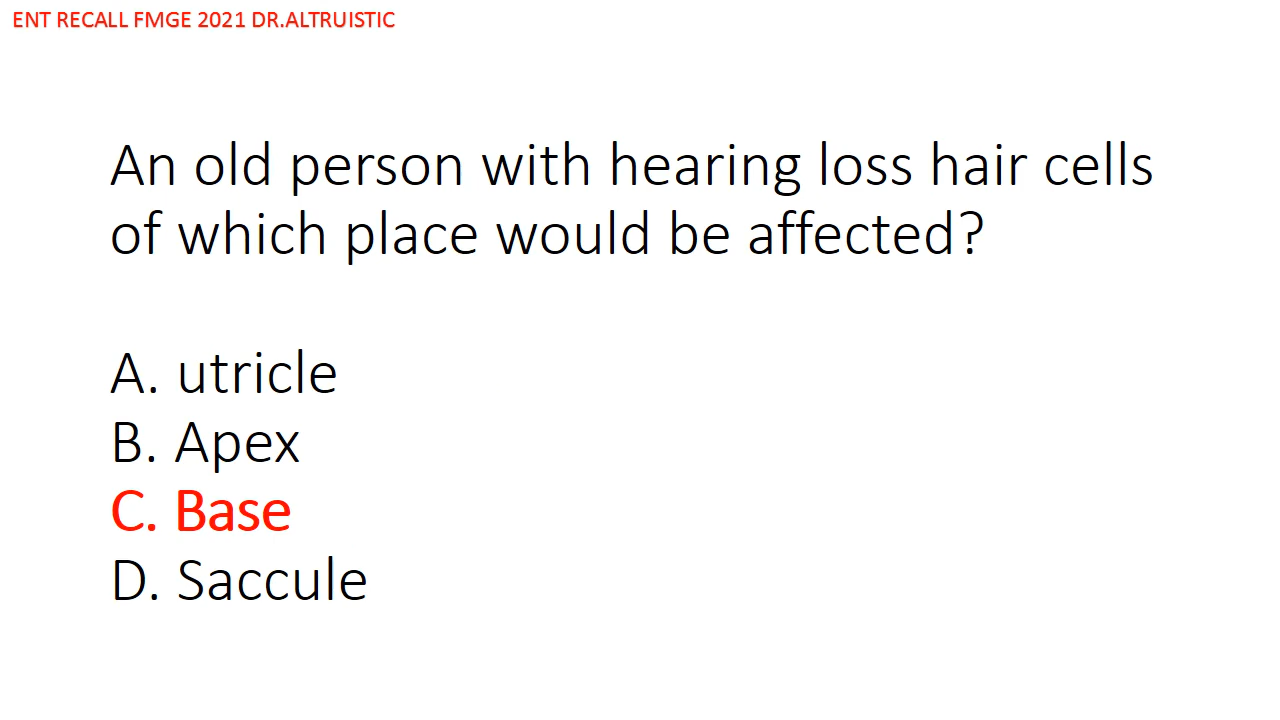 ENT RECALL FMGE 2021 DR.ALTRUISTIC
An old person with hearing loss hair cells
of which place would be affected?
A. utricle
B. Apex
C. Base
D. Saccule